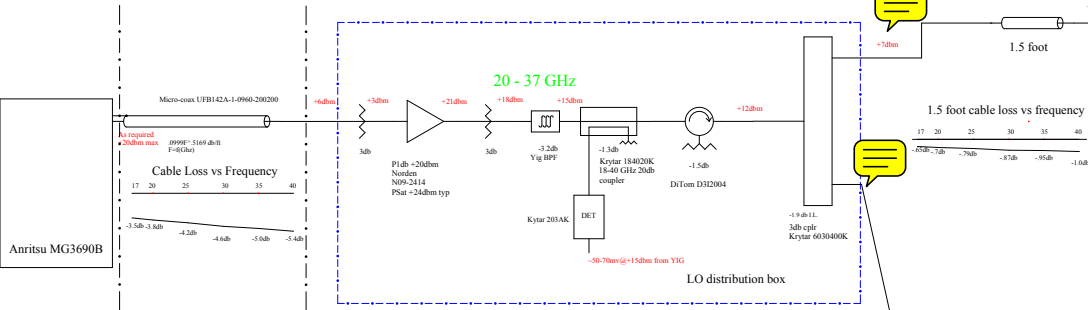 +7dbm
1.5 foot
20 - 37 GHz
Micro-coax UFB142A-1-0960-200200
+6dbm
+3dbm
+21dbm
+18dbm
+15dbm
+12dbm
1.5 foot cable loss vs frequency
17 20 25 30 35 40
-.65db -.7db -.79db -.87db -.95db -1.0db
As required
+20dbm max
.0999F^.5169 db/ft
F=f(Ghz)
3db
3db
-3.2db
Yig BPF
-1.3db
Krytar 184020K
18-40 GHz 20db
coupler
-1.5db
DiTom D3I2004
P1db +20dbm
Norden
N09-2414
PSat +24dbm typ
Cable Loss vs Frequency
17 20 25 30 35 40
-3.5db -3.8db -4.2db -4.6db -5.0db -5.4db
Kytar 203AK
DET
-1.9 db I.L.
3db cplr
Krytar 6030400K
Anritsu MG3690B
~50-70mv@+15dbm from YIG
LO distribution box